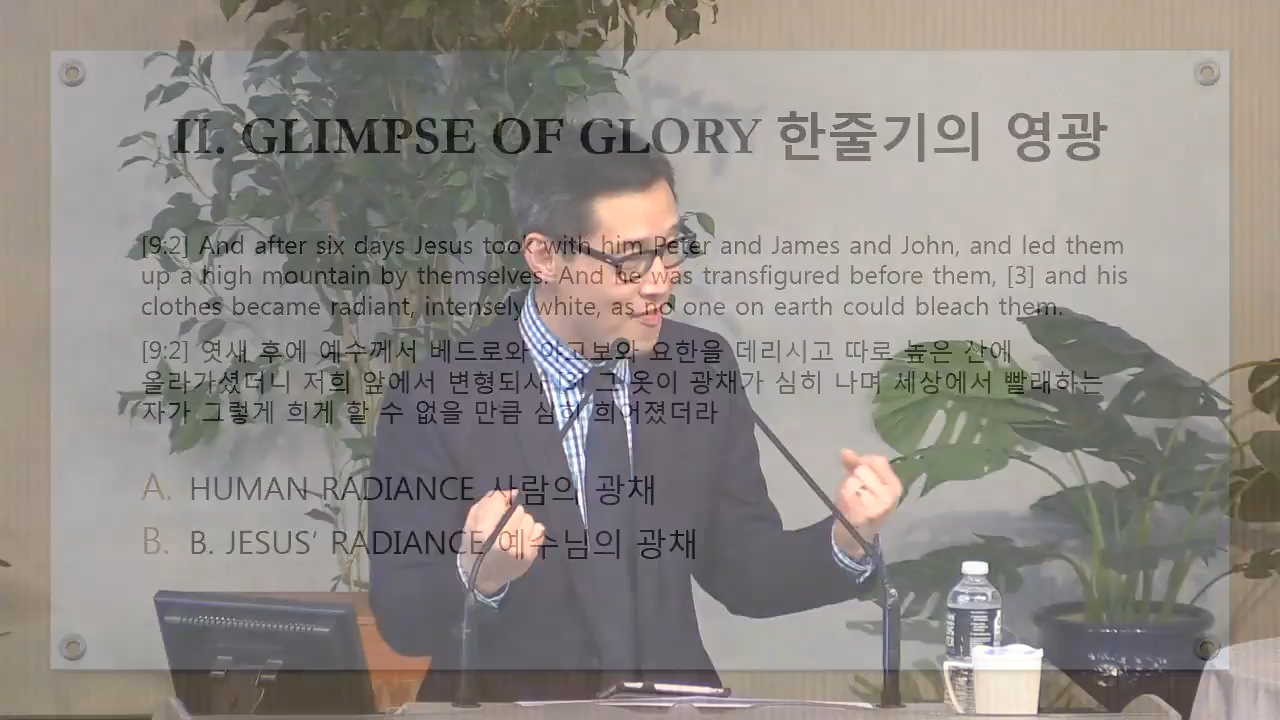 II. GLIMPSE OF GLORY 한줄기의 영광
[9:2] And after six days Jesus took with him Peter and James and John, and led them
up a high mountain by themselves. And he was transfigured before them, [3] and his
clothes became radiant, intensely white, as no one on earth could bleach them.
[9:2] 엿새 후에 예수께서 베드로와 야고보와 요한을 데리시고 따로 높은 산에
올라가셨더니 저희 앞에서 변형되사 [3] 그 옷이 광채가 심히 나며 세상에서 빨래하는
자가 그렇게 희게 할 수 없을 만큼 심히 희어졌더라
A. HUMAN RADIANCE 사람의 광채
B. B. JESUS’ RADIANCE 예수님의 광채